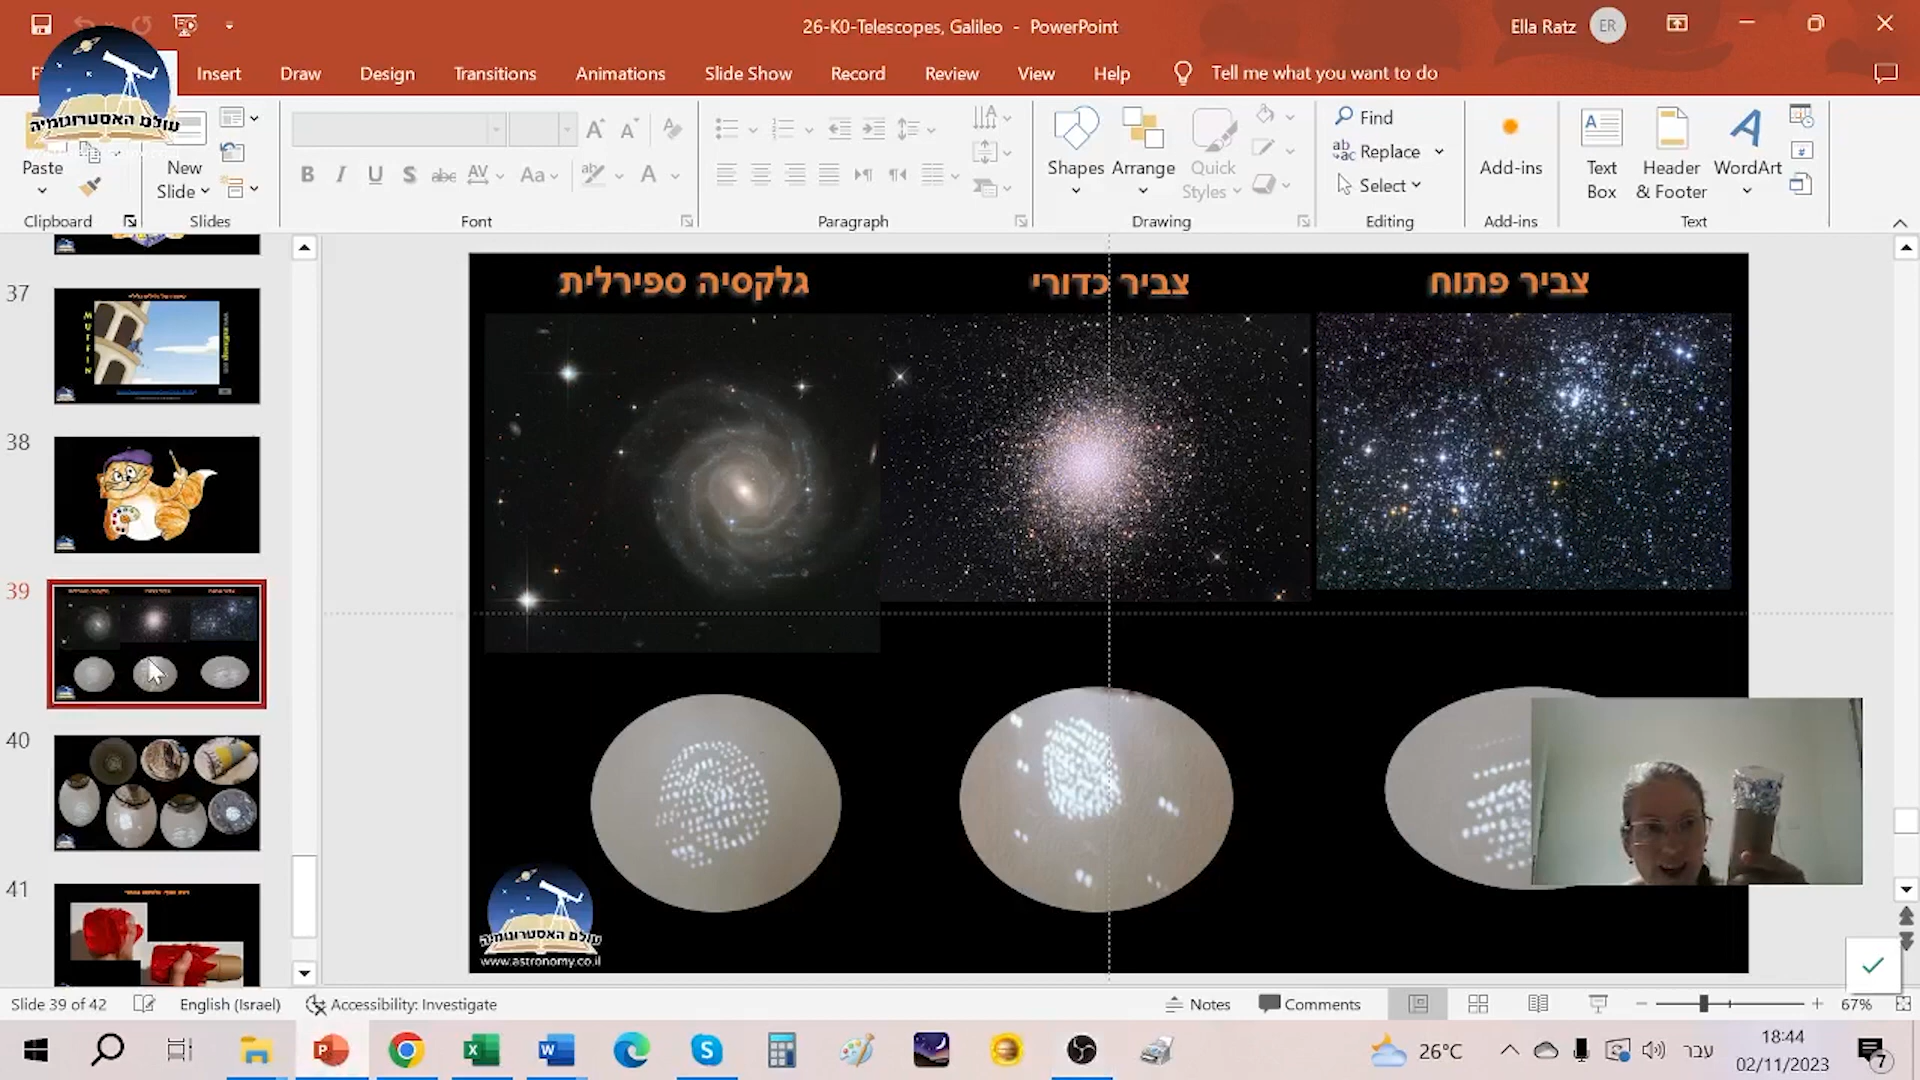 26-K0-Telescopes, Galileo - PowerPoint
Ella Ratz
ER
Insert
Draw
Design
Transitions
Animations
Slide Show
Record
Review
View
Help
Tell me what you want to do
עולם האסטרונומיה
Paste
New
Slide
Shapes
Arrange
Quick
Styles
Find
Replace
Select
Add-ins
Text
Box
Header
& Footer
WordArt
Clipboard
Slides
Font
Paragraph
Drawing
Editing
Add-ins
Text
37
38
39
40
41
גלקסיה ספירלית
צביר כדורי
צביר פתוח
עולם האסטרונומיה
www.astronomy.co.il
Slide 39 of 42
English (Israel)
Accessibility: Investigate
Notes
Comments
67%
26°C
עבר
18:44
02/11/2023
7